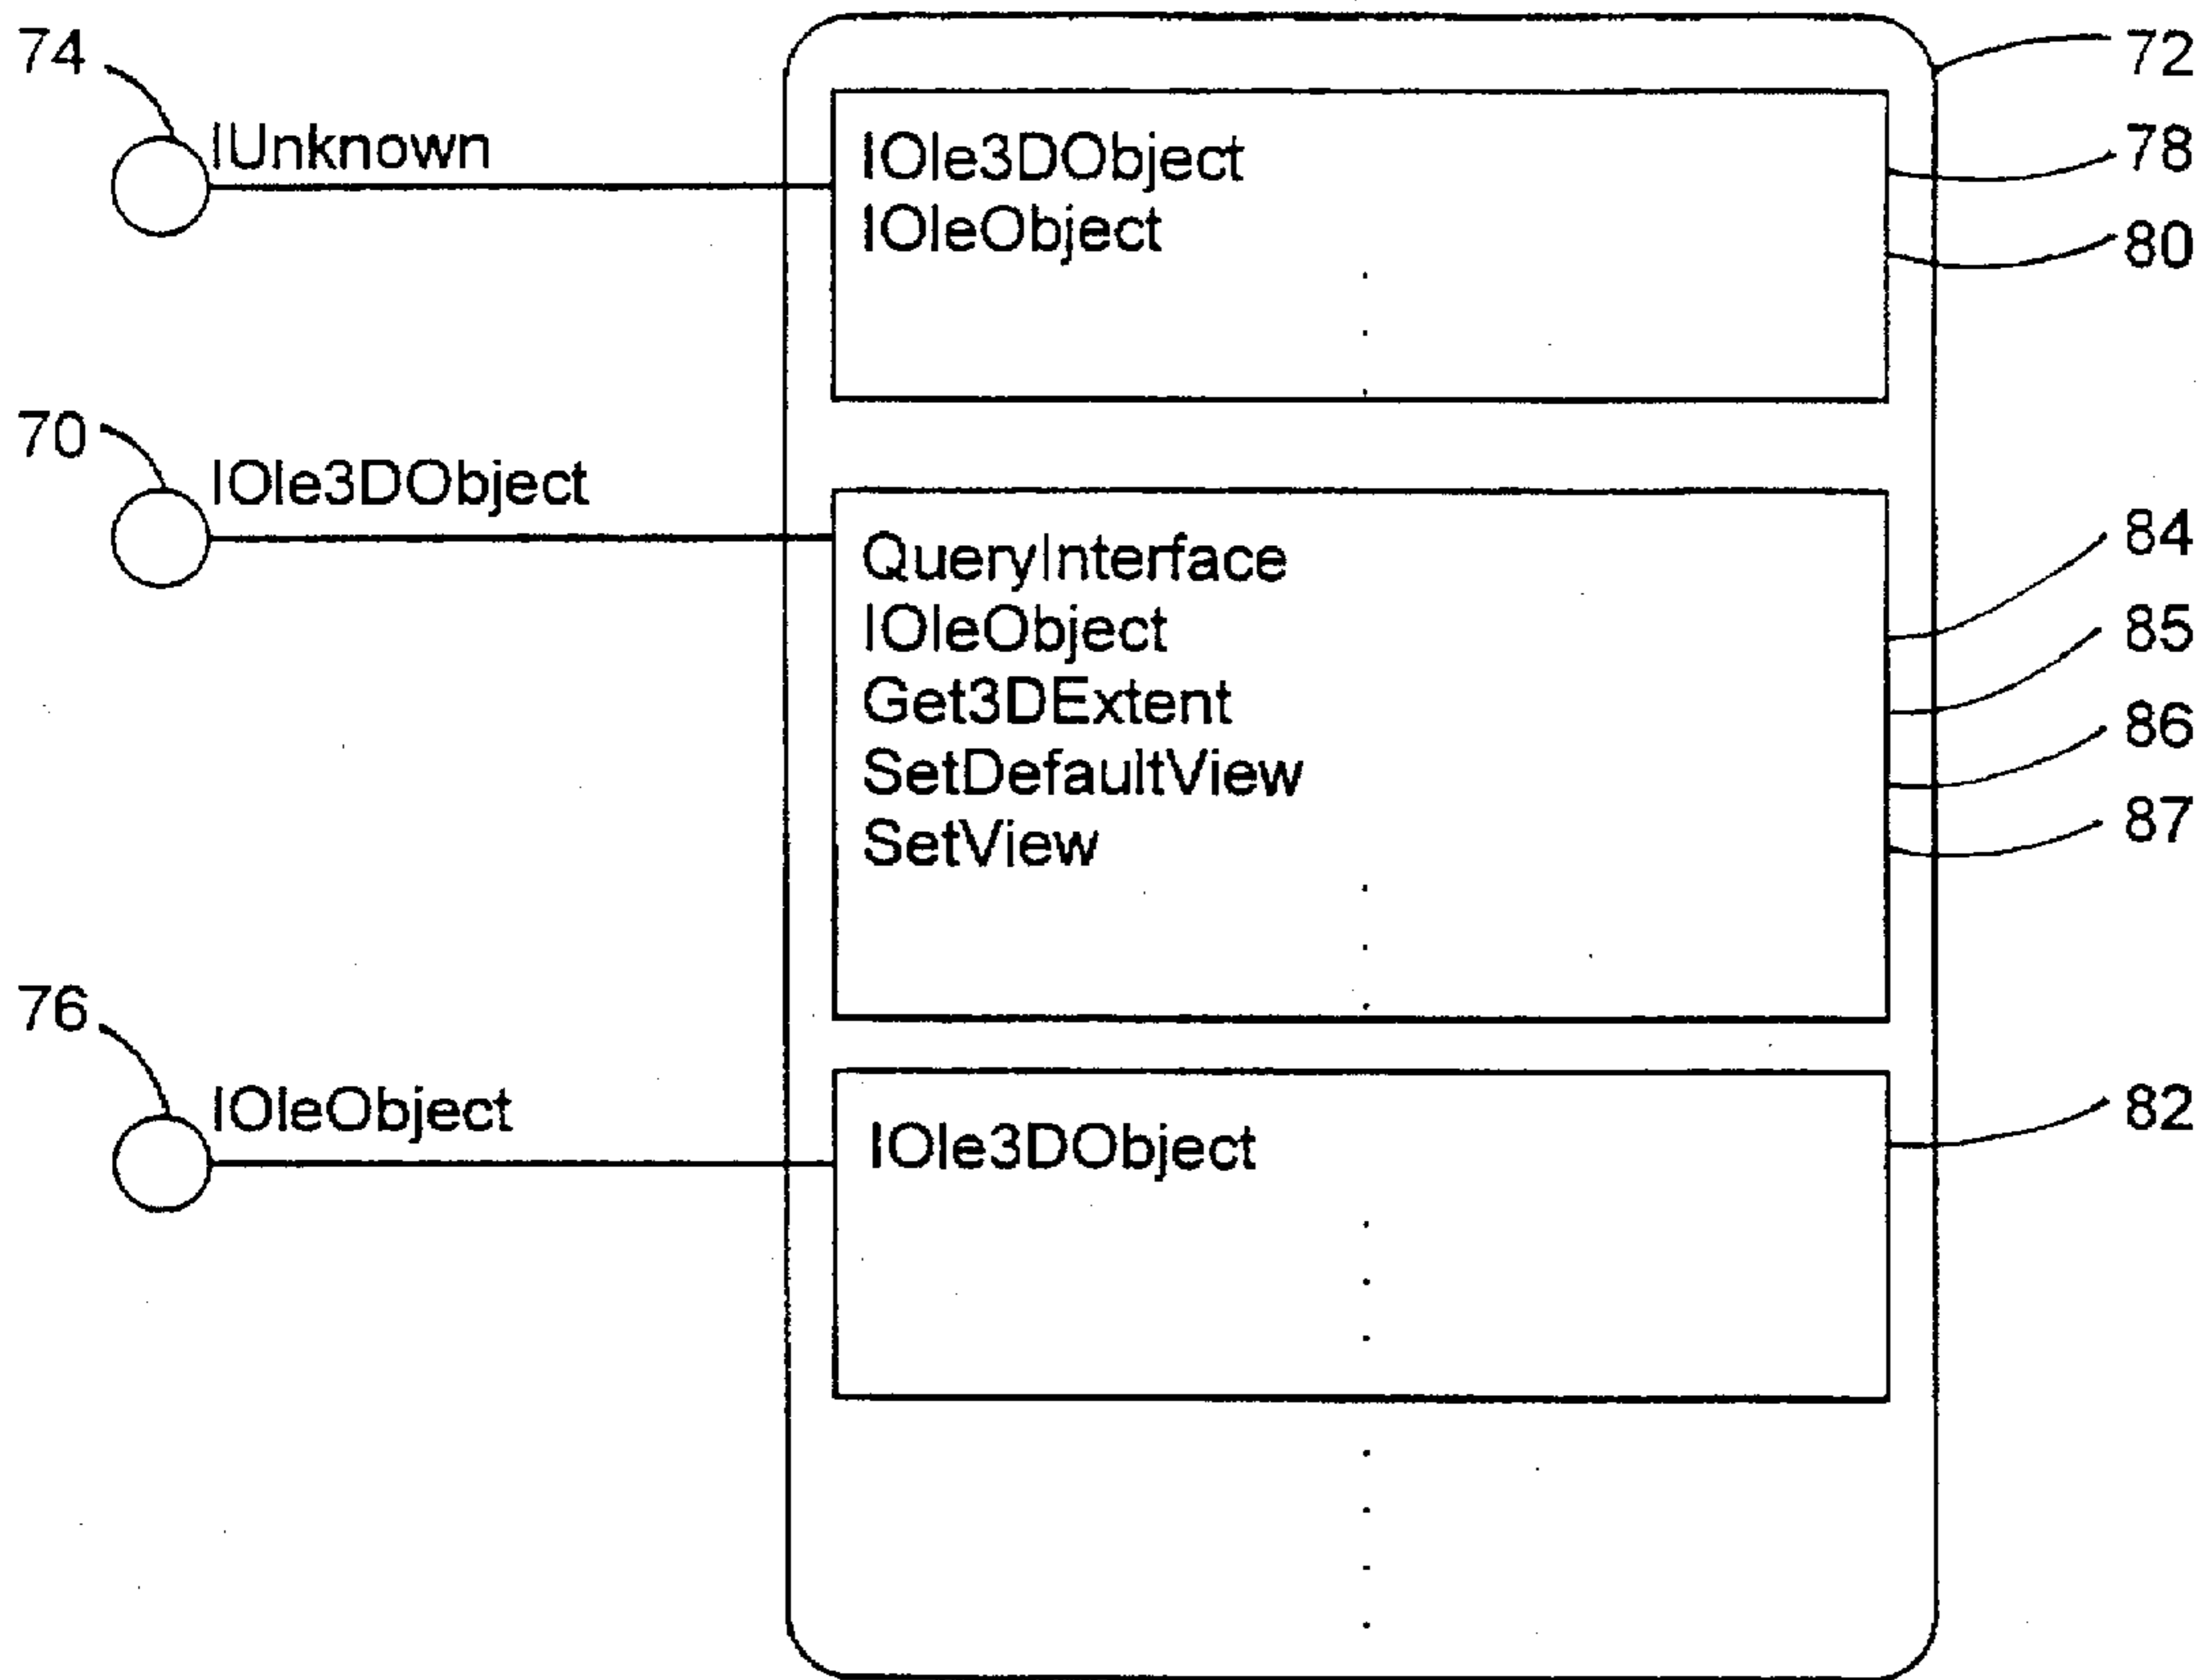 74
72
IUnknown
IOle3DObject
78
IOleObject
80
70
IOle3DObject
QueryInterface
84
IOleObject
85
Get3DExtent
86
SetDefaultView
87
SetView
76
IOleObject
82
IOle3DObject